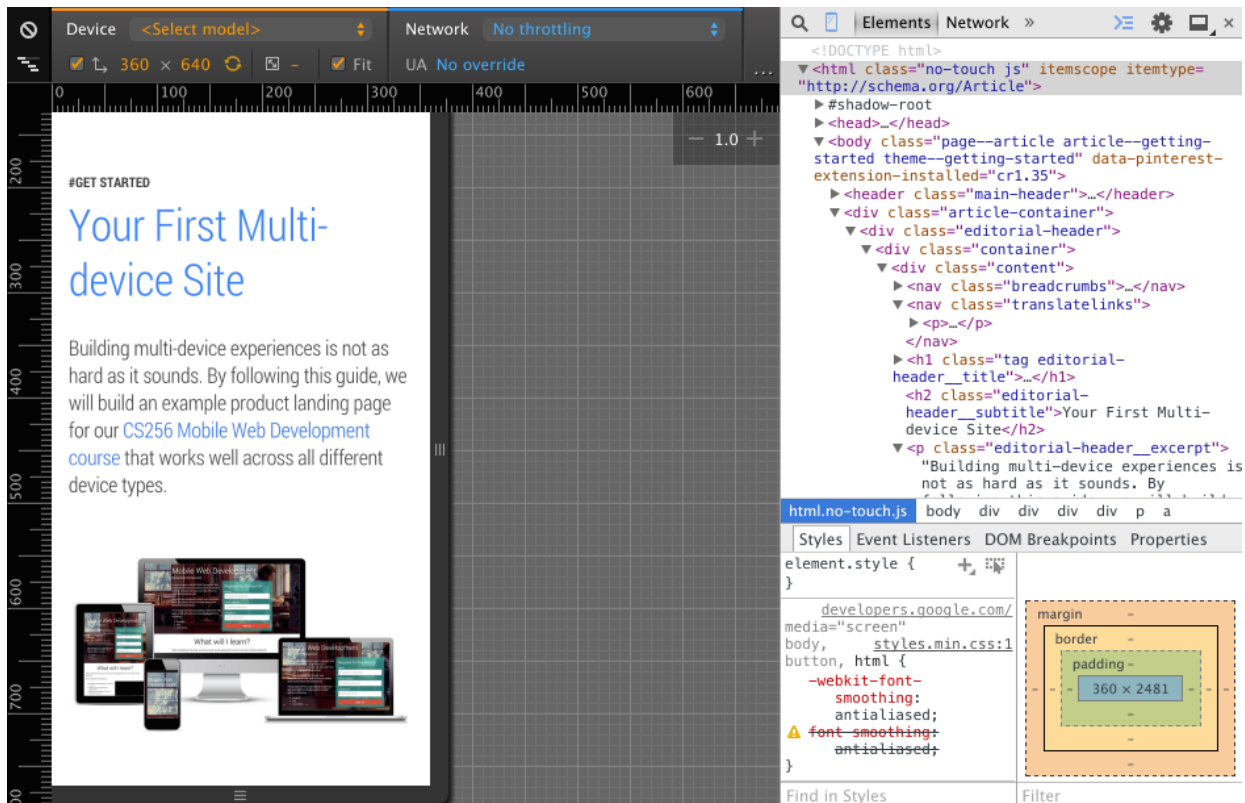 Device <Select model>
Network No throttling
360 × 640
Fit
UA No override
...
0 100 200 300 400 500 600
1.0
200
300
400
500
600
700
#GET STARTED
Your First Multi-
device Site
Building multi-device experiences is not as
hard as it sounds. By following this guide, we
will build an example product landing page
for our CS256 Mobile Web Development
course that works well across all different
device types.
Mobile Web Development
What will I learn?
Elements Network »
<!DOCTYPE html>
<html class="no-touch js" itemscope itemtype=
"http://schema.org/Article">
#shadow-root
<head>…</head>
<body class="page--article article--getting-
started theme--getting-started" data-pinterest-
extension-installed="cr1.35">
<header class="main-header">…</header>
<div class="article-container">
<div class="editorial-header">
<div class="container">
<div class="content">
<nav class="breadcrumbs">…</nav>
<nav class="translatelinks">
<p>…</p>
</nav>
<h1 class="tag editorial-
header__title">…</h1>
<h2 class="editorial-
header__subtitle">Your First Multi-
device Site</h2>
<p class="editorial-header__excerpt">
"Building multi-device experiences is
not as hard as it sounds. By
html.no-touch.js body div div div div p a
Styles Event Listeners DOM Breakpoints Properties
element.style {
}
developers.google.com/
media="screen"
body, styles.min.css:1
button, html {
-webkit-font-
smoothing:
antialiased;
font-smoothing:
antialiased;
}
Find in Styles
margin -
border -
padding -
360 × 2481
Filter